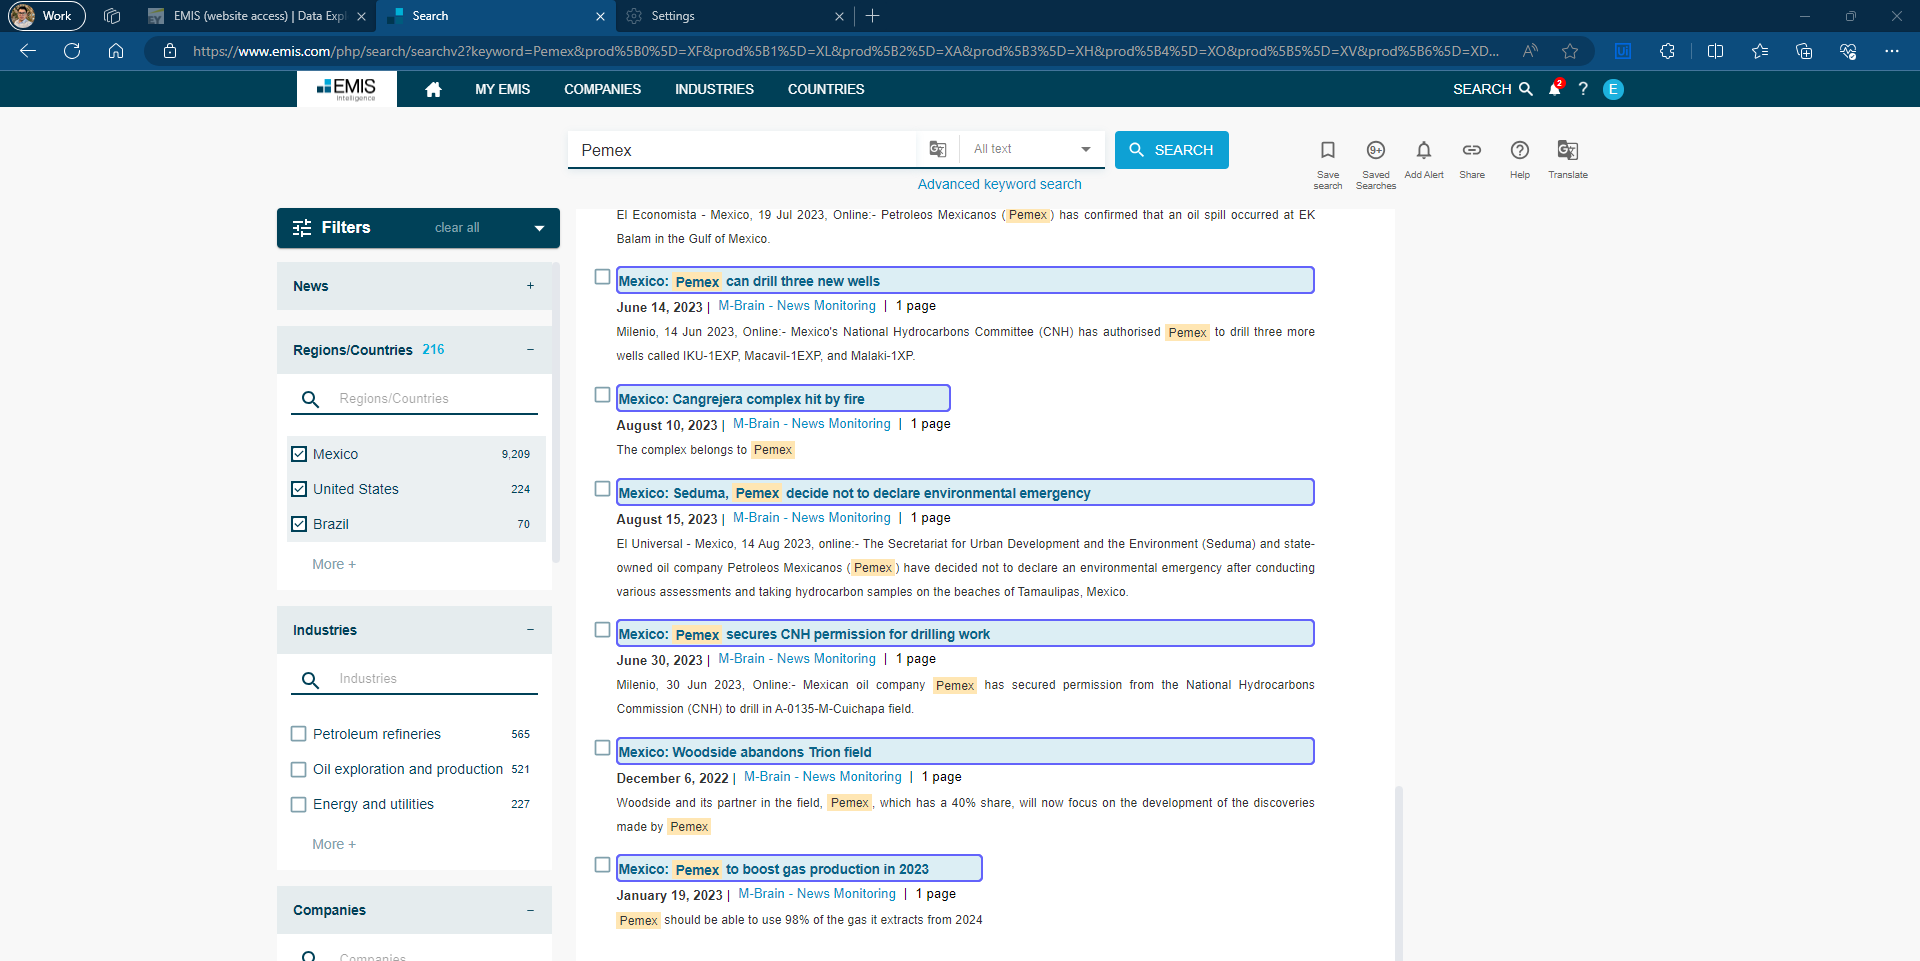 Work
EMIS (website access) | Data Expl
Search
Settings
https://www.emis.com/php/search/searchv2?keyword=Pemex&prod%5B0%5D=XF&prod%5B1%5D=XL&prod%5B2%5D=XA&prod%5B3%5D=XH&prod%5B4%5D=XO&prod%5B5%5D=XV&prod%5B6%5D=XD...
EMIS
Intelligence
MY EMIS
COMPANIES
INDUSTRIES
COUNTRIES
SEARCH
2
?
E
Pemex
All text
SEARCH
Advanced keyword search
Save search
9+
Saved Searches
Add Alert
Share
Help
Translate
Filters
clear all
News +
Regions/Countries 216 −
Regions/Countries
Mexico 9,209
United States 224
Brazil 70
More +
Industries −
Industries
Petroleum refineries 565
Oil exploration and production 521
Energy and utilities 227
More +
Companies −
Companies
El Economista - Mexico, 19 Jul 2023, Online:- Petroleos Mexicanos (Pemex) has confirmed that an oil spill occurred at EK
Balam in the Gulf of Mexico.
Mexico: Pemex can drill three new wells
June 14, 2023 | M-Brain - News Monitoring | 1 page
Milenio, 14 Jun 2023, Online:- Mexico's National Hydrocarbons Committee (CNH) has authorised Pemex to drill three more
wells called IKU-1EXP, Macavil-1EXP, and Malaki-1XP.
Mexico: Cangrejera complex hit by fire
August 10, 2023 | M-Brain - News Monitoring | 1 page
The complex belongs to Pemex
Mexico: Seduma, Pemex decide not to declare environmental emergency
August 15, 2023 | M-Brain - News Monitoring | 1 page
El Universal - Mexico, 14 Aug 2023, online:- The Secretariat for Urban Development and the Environment (Seduma) and state-
owned oil company Petroleos Mexicanos (Pemex) have decided not to declare an environmental emergency after conducting
various assessments and taking hydrocarbon samples on the beaches of Tamaulipas, Mexico.
Mexico: Pemex secures CNH permission for drilling work
June 30, 2023 | M-Brain - News Monitoring | 1 page
Milenio, 30 Jun 2023, Online:- Mexican oil company Pemex has secured permission from the National Hydrocarbons
Commission (CNH) to drill in A-0135-M-Cuichapa field.
Mexico: Woodside abandons Trion field
December 6, 2022 | M-Brain - News Monitoring | 1 page
Woodside and its partner in the field, Pemex, which has a 40% share, will now focus on the development of the discoveries
made by Pemex
Mexico: Pemex to boost gas production in 2023
January 19, 2023 | M-Brain - News Monitoring | 1 page
Pemex should be able to use 98% of the gas it extracts from 2024